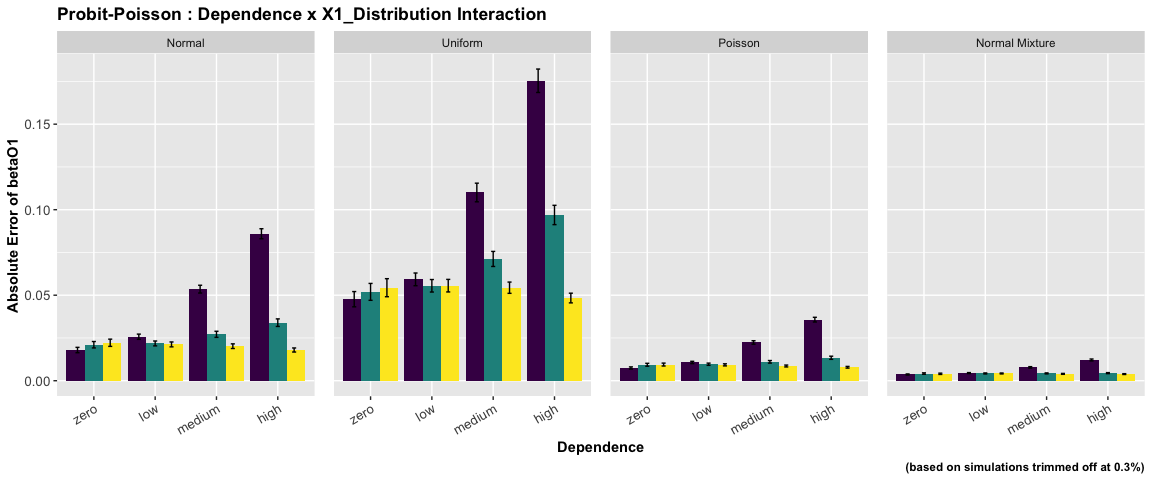 Probit-Poisson : Dependence x X1_Distribution Interaction
Normal
Uniform
Poisson
Normal Mixture
Absolute Error of betaO1
0.15
0.10
0.05
0.00
zero
low
medium
high
zero
low
medium
high
zero
low
medium
high
zero
low
medium
high
Dependence
(based on simulations trimmed off at 0.3%)